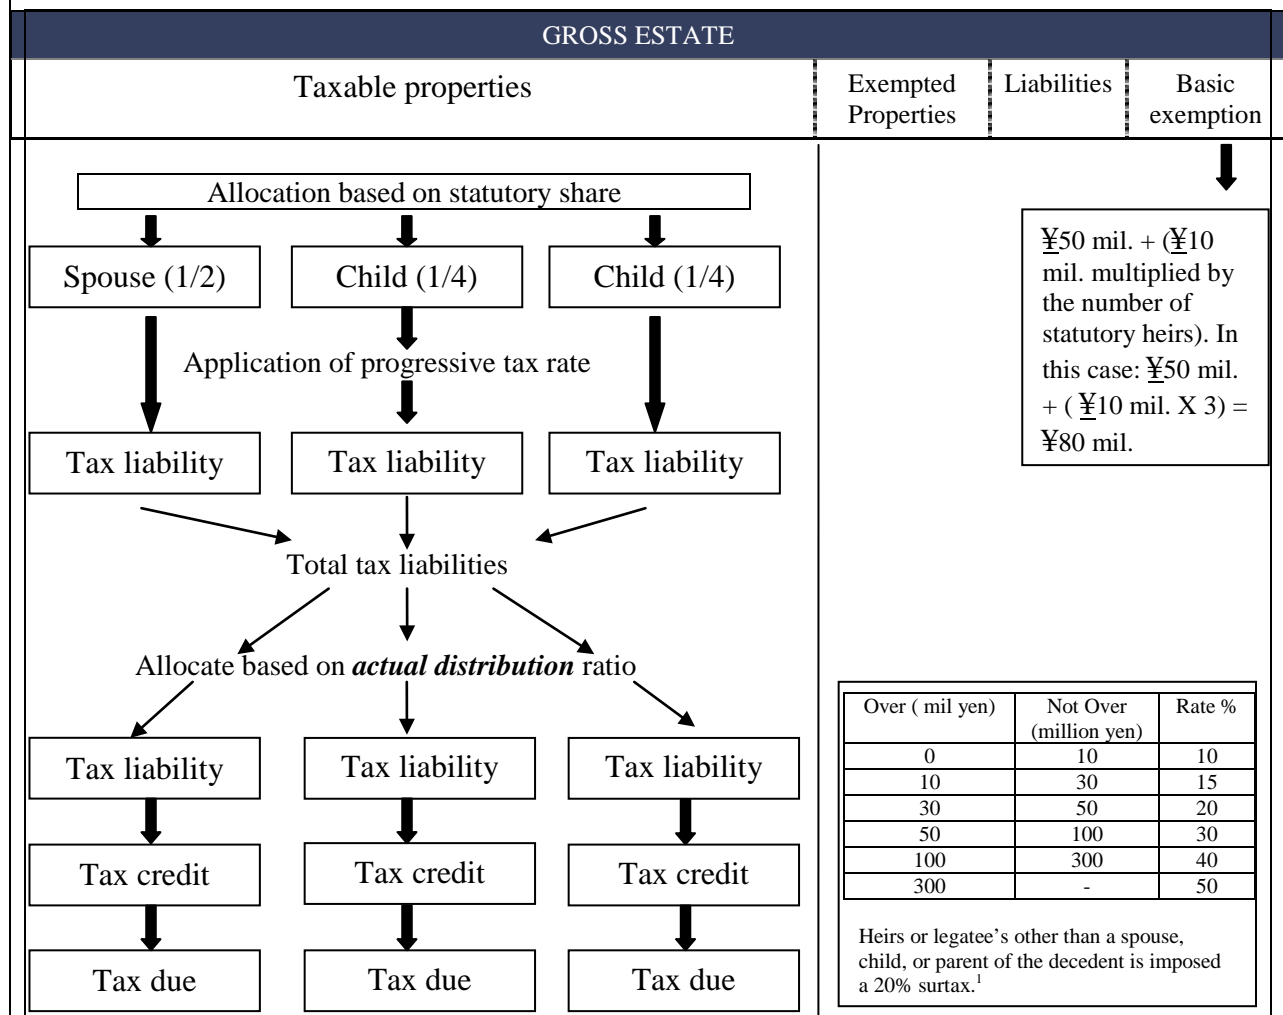 GROSS ESTATE
Taxable properties
Exempted
Properties
Liabilities
Basic
exemption
Allocation based on statutory share
Spouse (1/2)
Child (1/4)
Child (1/4)
Application of progressive tax rate
Tax liability
Tax liability
Tax liability
Total tax liabilities
Allocate based on actual distribution ratio
Tax liability
Tax liability
Tax liability
Tax credit
Tax credit
Tax credit
Tax due
Tax due
Tax due
¥50 mil. + (¥10
mil. multiplied by
the number of
statutory heirs). In
this case: ¥50 mil.
+ ( ¥10 mil. X 3) =
¥80 mil.
Over ( mil yen)
Not Over
(million yen)
Rate %
0 10 10
10 30 15
30 50 20
50 100 30
100 300 40
300 - 50
Heirs or legatee's other than a spouse,
child, or parent of the decedent is imposed
a 20% surtax.1